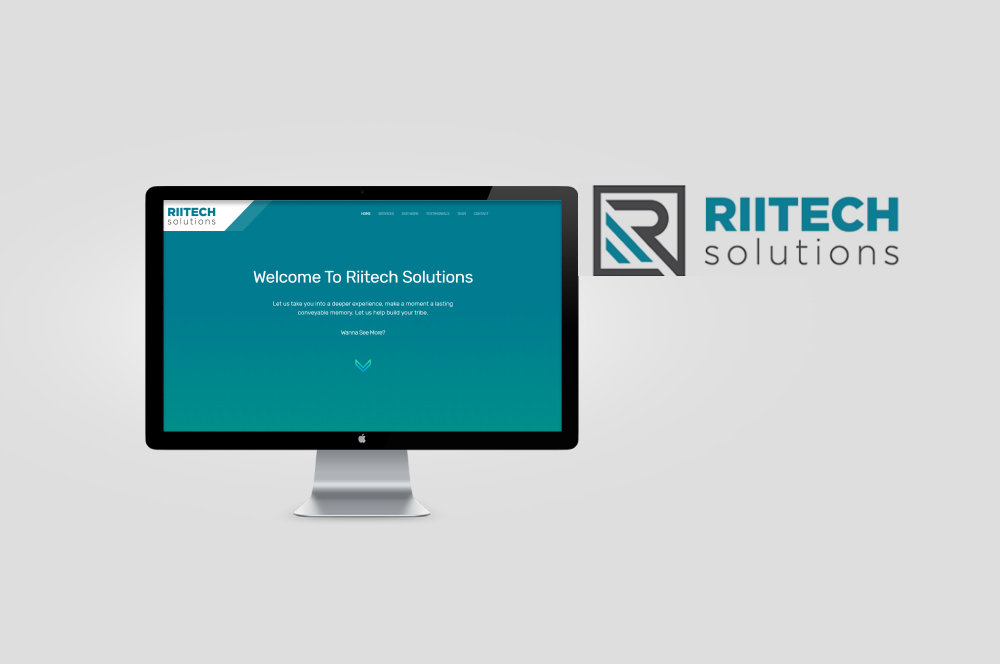 RIITECH
solutions
HOME SERVICES OUR WORK TESTIMONIALS TEAM CONTACT
Welcome To Riitech Solutions
Let us take you into a deeper experience, make a moment a lasting
conveyable memory. Let us help build your tribe.
Wanna See More?
RIITECH
solutions